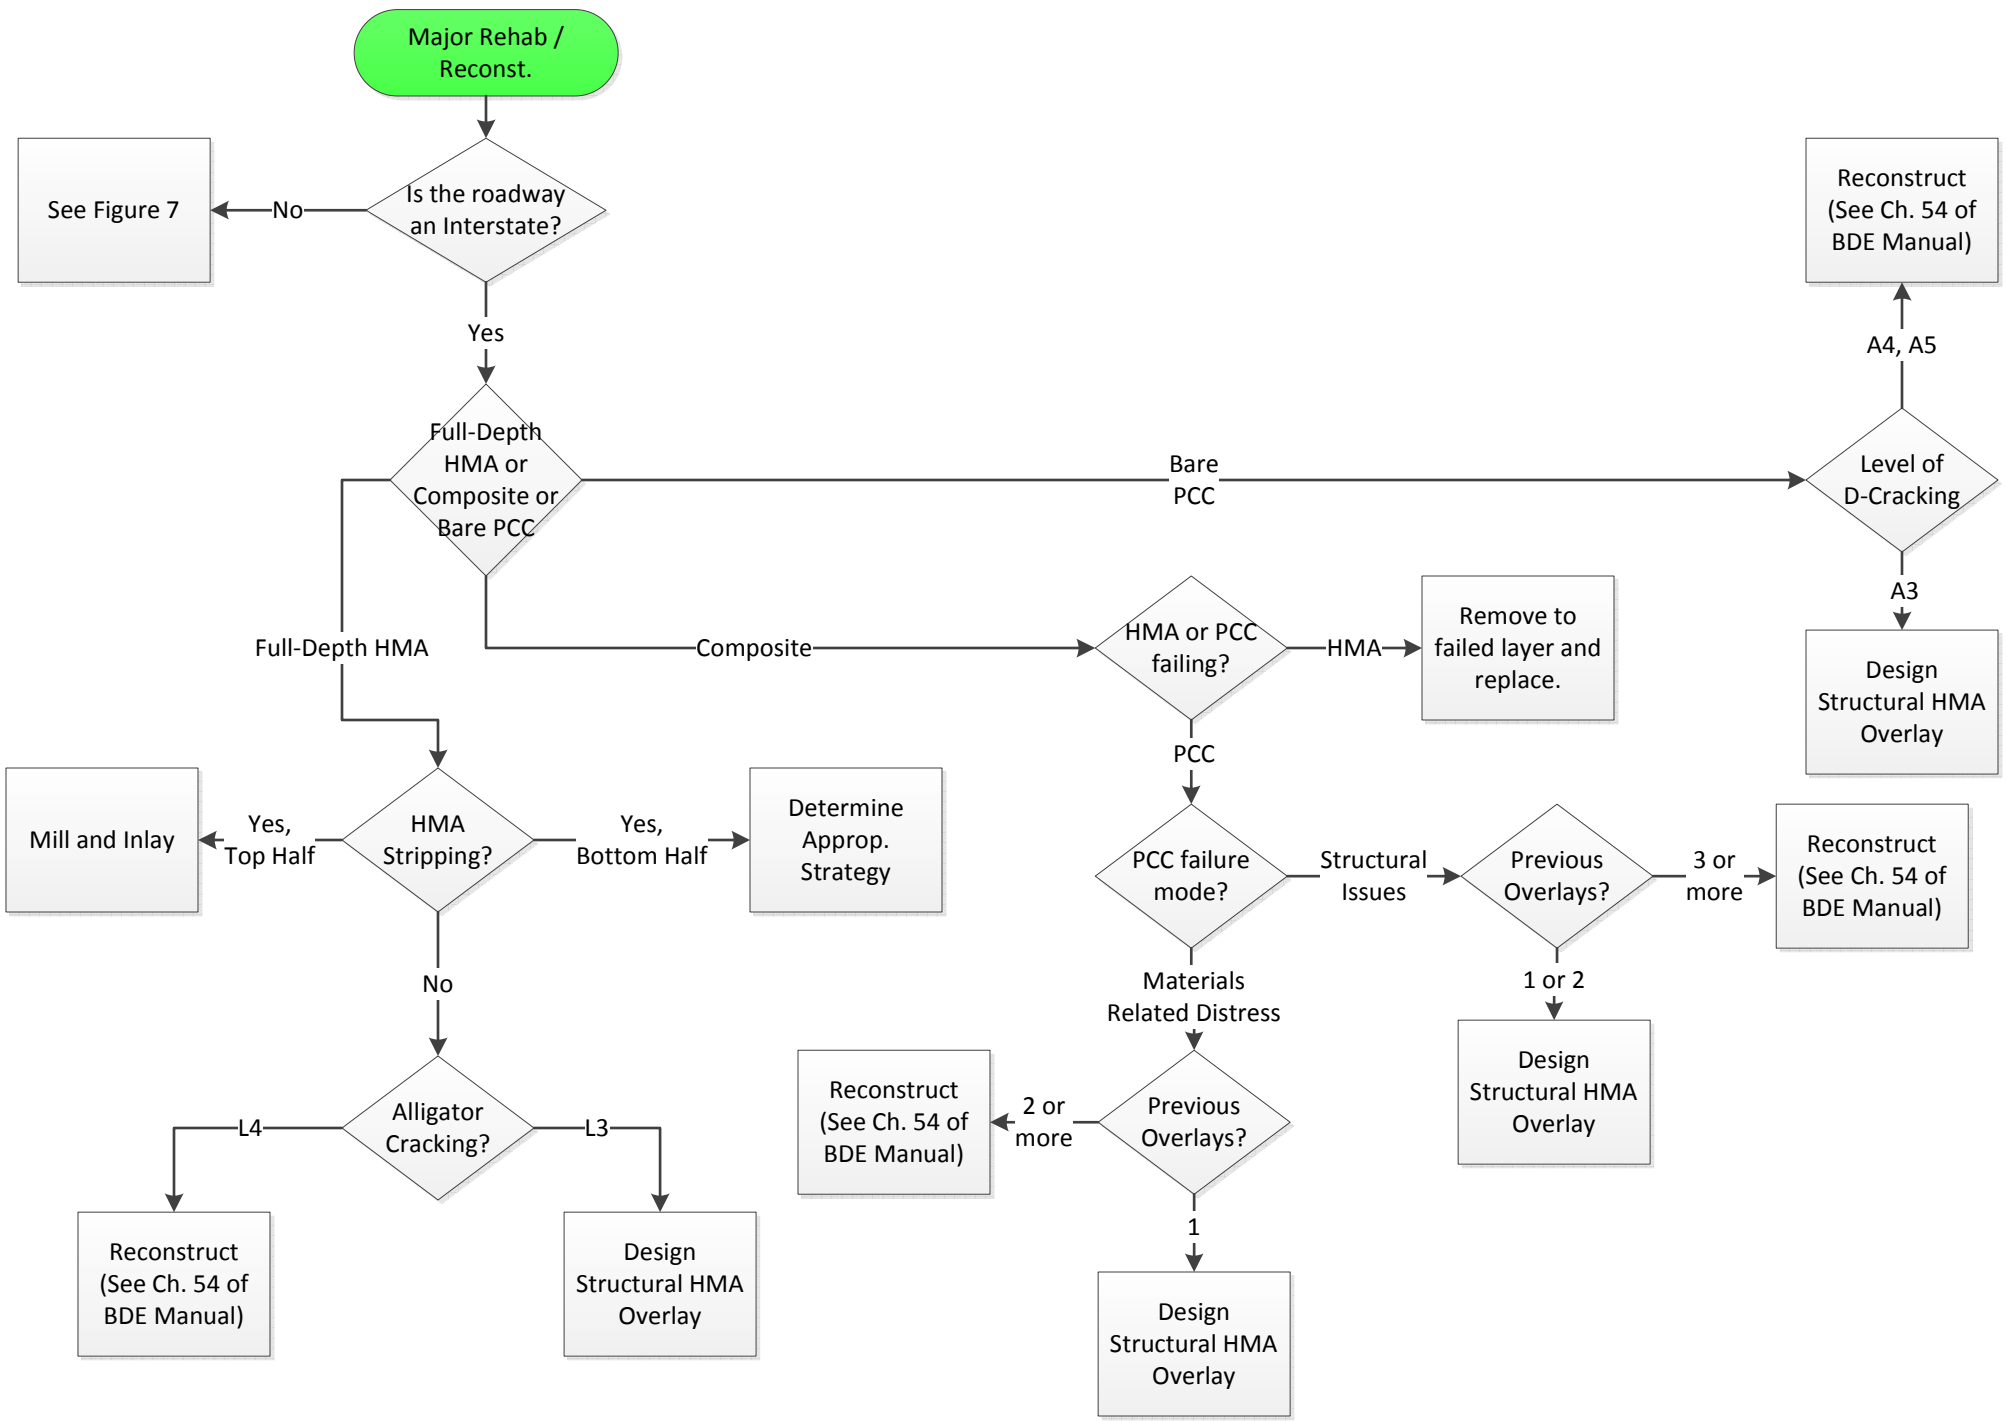 Major Rehab /
Reconst.
Is the roadway
an Interstate?
No
See Figure 7
Yes
Full-Depth
HMA or
Composite or
Bare PCC
Bare
PCC
Level of
D-Cracking
A4, A5
Reconstruct
(See Ch. 54 of
BDE Manual)
A3
Design
Structural HMA
Overlay
Composite
HMA or PCC
failing?
HMA
Remove to
failed layer and
replace.
PCC
PCC failure
mode?
Structural
Issues
Previous
Overlays?
3 or
more
Reconstruct
(See Ch. 54 of
BDE Manual)
1 or 2
Design
Structural HMA
Overlay
Materials
Related Distress
Previous
Overlays?
2 or
more
Reconstruct
(See Ch. 54 of
BDE Manual)
1
Design
Structural HMA
Overlay
Full-Depth HMA
HMA
Stripping?
Yes,
Top Half
Mill and Inlay
Yes,
Bottom Half
Determine
Approp.
Strategy
No
Alligator
Cracking?
L4
Reconstruct
(See Ch. 54 of
BDE Manual)
L3
Design
Structural HMA
Overlay